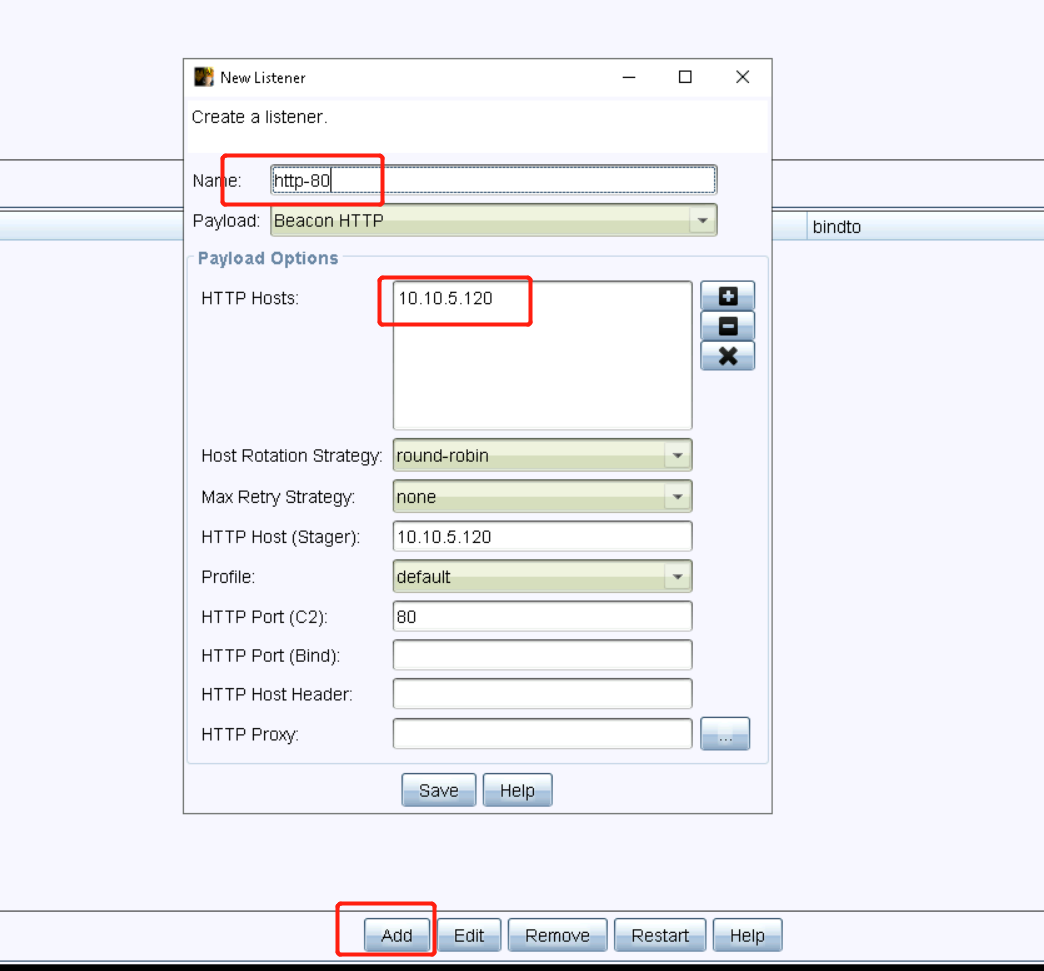 New Listener
Create a listener.
Name: http-80
Payload: Beacon HTTP
bindto
Payload Options
HTTP Hosts: 10.10.5.120
Host Rotation Strategy: round-robin
Max Retry Strategy: none
HTTP Host (Stager): 10.10.5.120
Profile: default
HTTP Port (C2): 80
HTTP Port (Bind):
HTTP Host Header:
HTTP Proxy: ...
Save Help
Add Edit Remove Restart Help